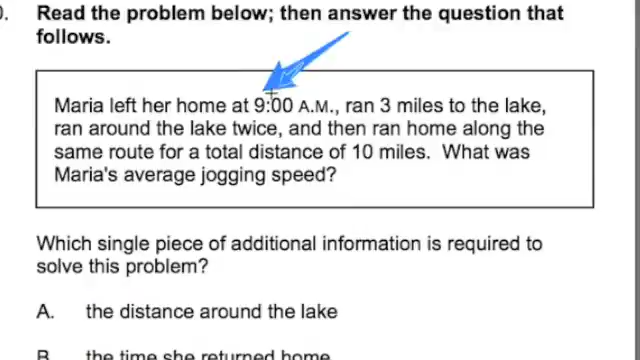 0. Read the problem below; then answer the question that
follows.
Maria left her home at 9:00 A.M., ran 3 miles to the lake,
ran around the lake twice, and then ran home along the
same route for a total distance of 10 miles. What was
Maria's average jogging speed?
Which single piece of additional information is required to
solve this problem?
A. the distance around the lake
B. the time she returned home